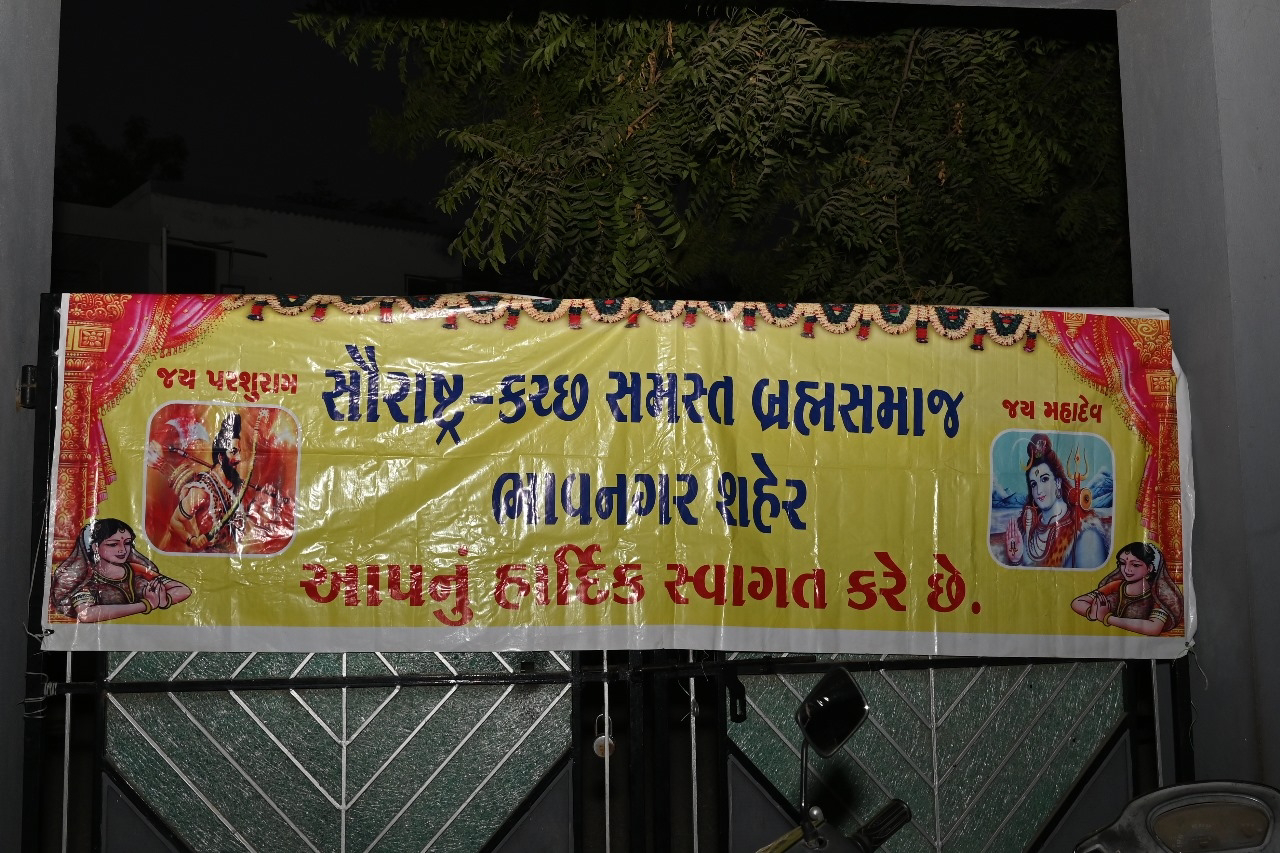 જય પરશુરામ
સૌરાષ્ટ્ર-કચ્છ સમસ્ત બ્રહ્મસમાજ
જય મહાદેવ
ભાવનગર શહેર
આપનું હાર્દિક સ્વાગત કરે છે.